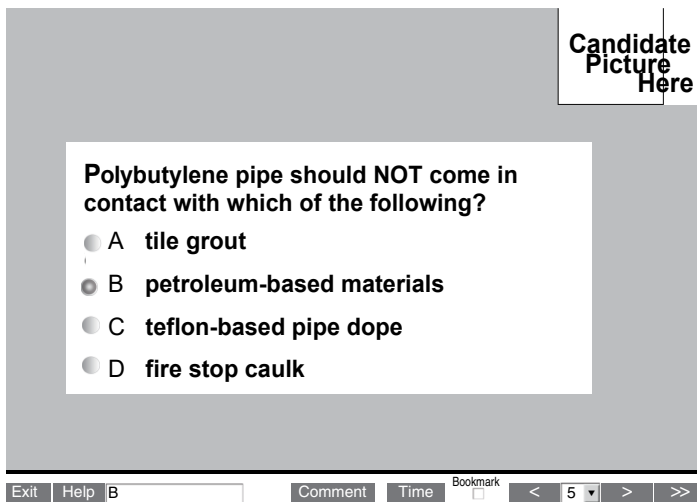 Candidate
Picture
Here
Polybutylene pipe should NOT come in
contact with which of the following?
A tile grout
B petroleum-based materials
C teflon-based pipe dope
D fire stop caulk
Exit Help B Comment Time Bookmark < 5 > >>